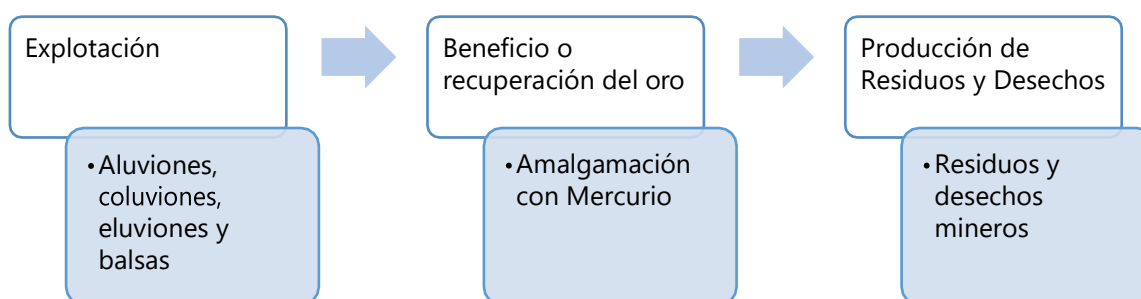 Explotación
•Aluviones,
coluviones,
eluviones y
balsas
Beneficio o
recuperación del oro
•Amalgamación
con Mercurio
Producción de
Residuos y Desechos
•Residuos y
desechos
mineros